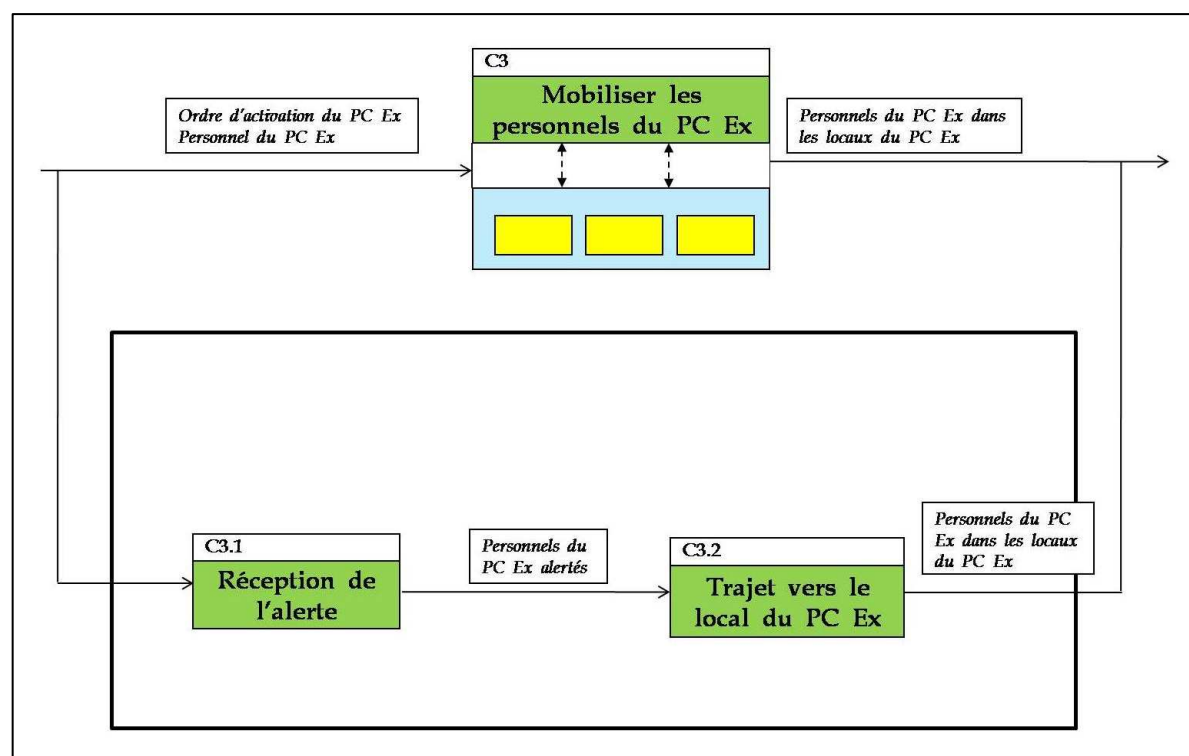 C3
Mobiliser les
personnels du PC Ex
Ordre d'activation du PC Ex
Personnel du PC Ex
Personnels du PC Ex dans
les locaux du PC Ex
C3.1
Réception de
l'alerte
Personnels du
PC Ex alertés
C3.2
Trajet vers le
local du PC Ex
Personnels du PC
Ex dans les locaux
du PC Ex